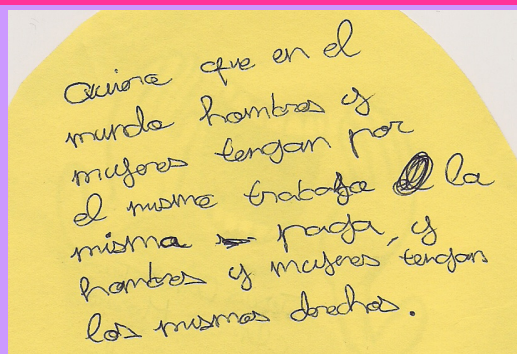 Quiero que en el
mundo hombres y
mujeres tengan por
el mismo trabajo la
misma paga, y
hombres y mujeres tengan
los mismos derechos.